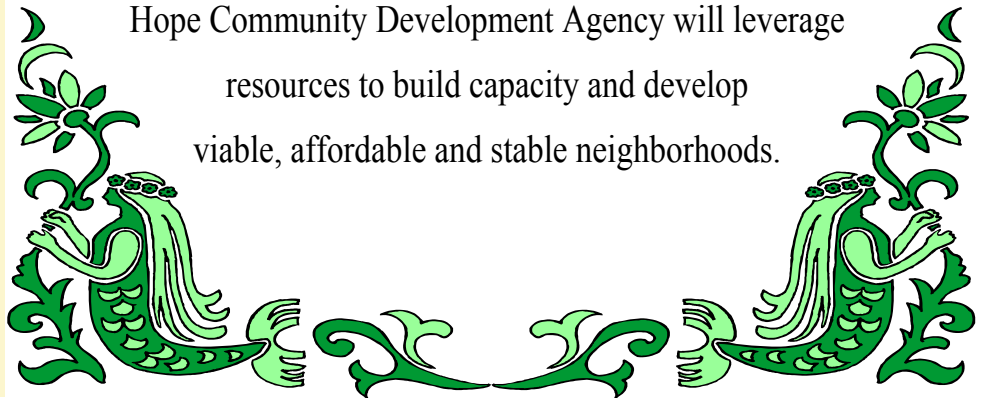 Hope Community Development Agency will leverage
resources to build capacity and develop
viable, affordable and stable neighborhoods.